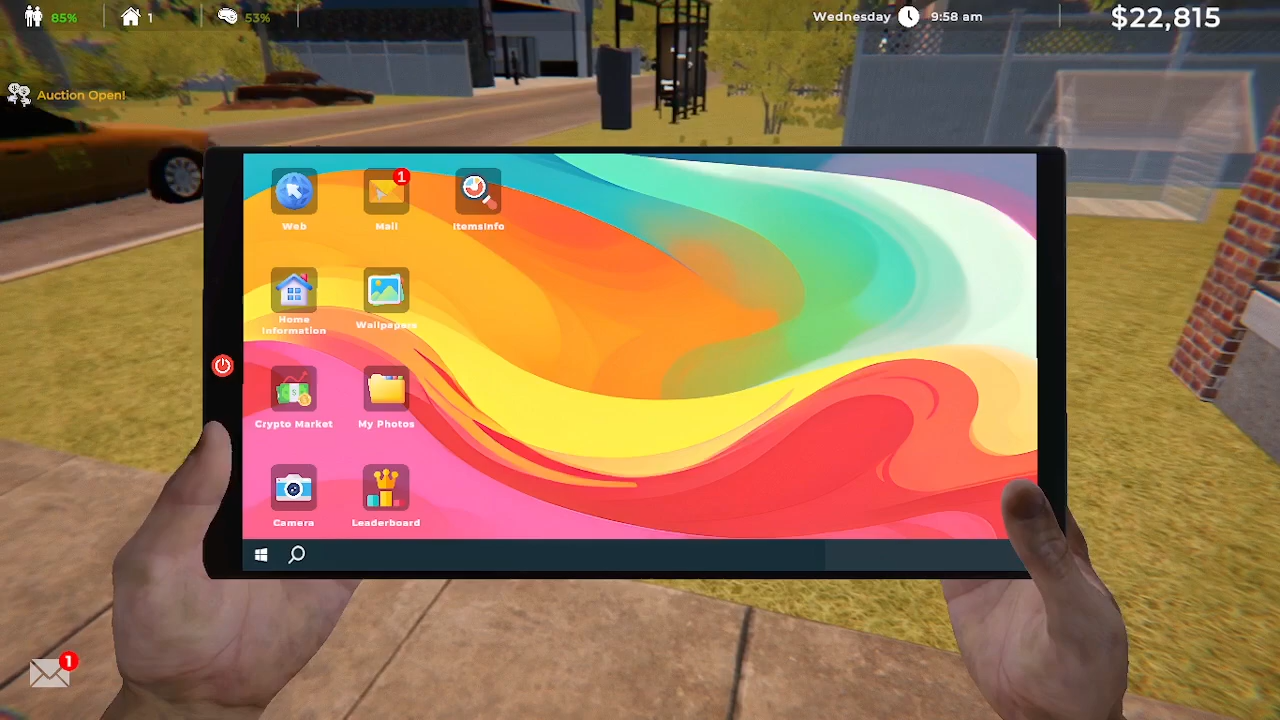 85%
1
53%
Wednesday
9:58 am
$22,815
Auction Open!
1
Web
Mail
ItemsInfo
Home
Information
Wallpapers
Crypto Market
My Photos
Camera
Leaderboard
1